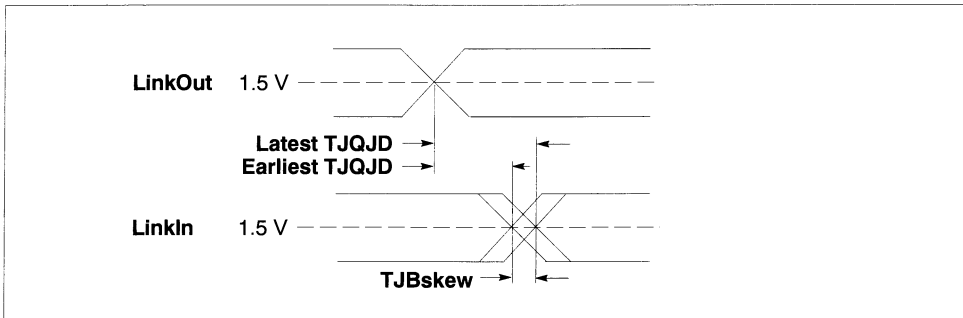 LinkOut 1.5 V
Latest TJQJD
Earliest TJQJD
LinkIn 1.5 V
TJBskew